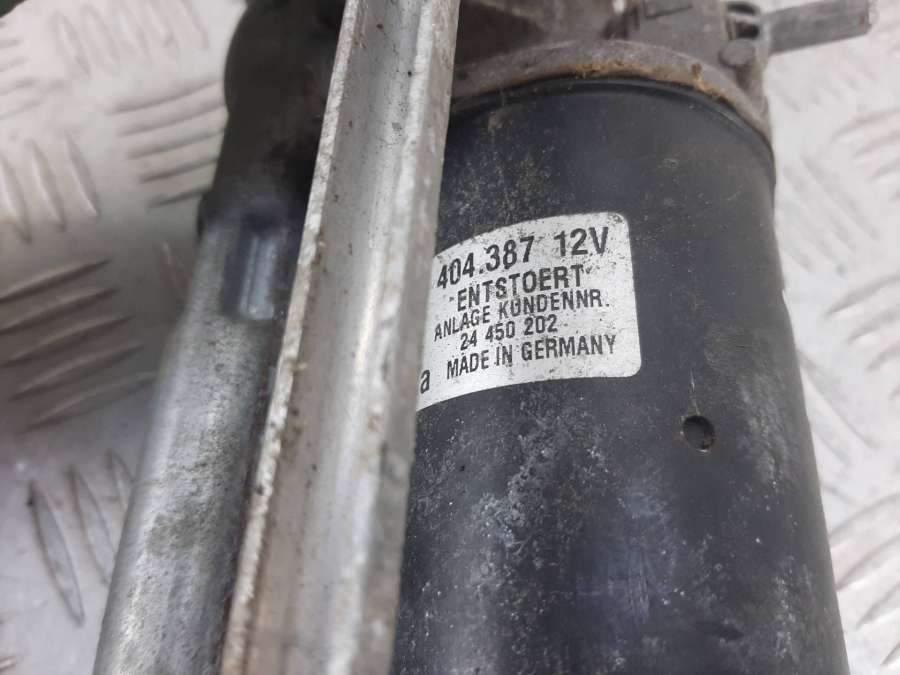 404.387 12V
ENTSTOERT
ANLAGE KUNDENNR.
24 450 202
MADE IN GERMANY